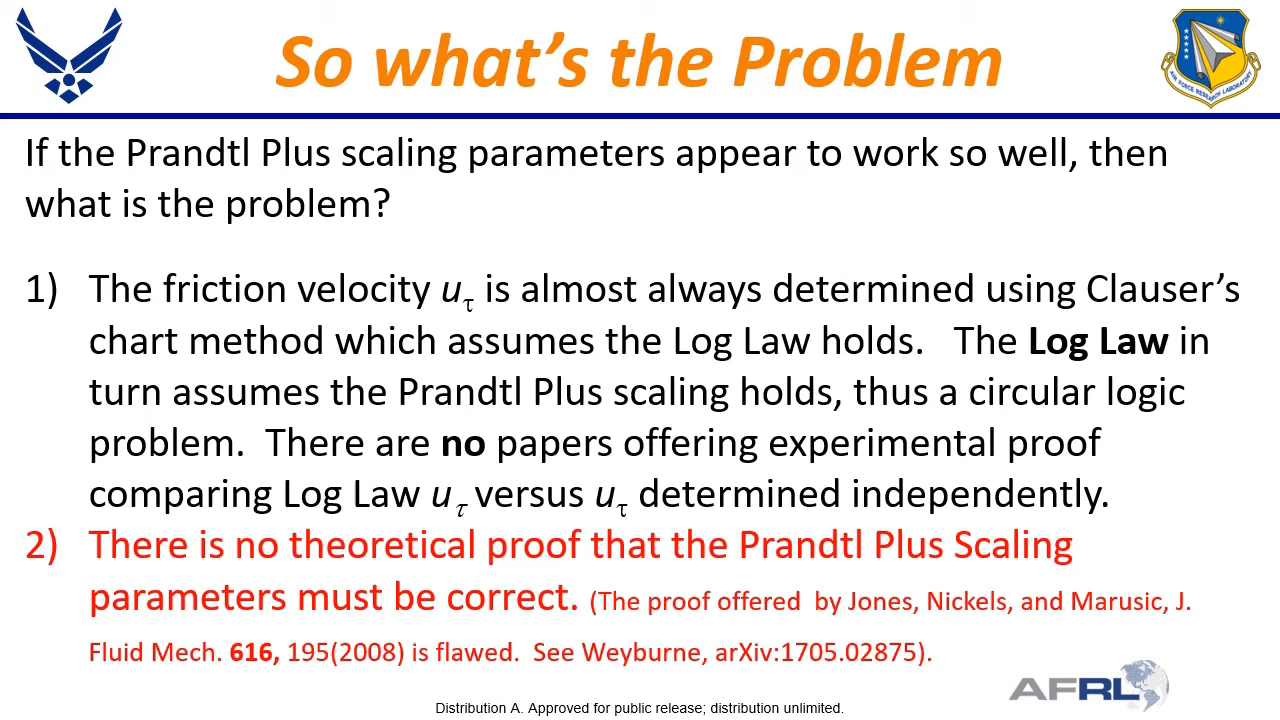 So what's the Problem
AIR FORCE RESEARCH LABORATORY
If the Prandtl Plus scaling parameters appear to work so well, then
what is the problem?
1) The friction velocity uτ is almost always determined using Clauser's
chart method which assumes the Log Law holds. The Log Law in
turn assumes the Prandtl Plus scaling holds, thus a circular logic
problem. There are no papers offering experimental proof
comparing Log Law uτ versus uτ determined independently.
2) There is no theoretical proof that the Prandtl Plus Scaling
parameters must be correct. (The proof offered by Jones, Nickels, and Marusic, J.
Fluid Mech. 616, 195(2008) is flawed. See Weyburne, arXiv:1705.02875).
AFRL
Distribution A. Approved for public release; distribution unlimited.